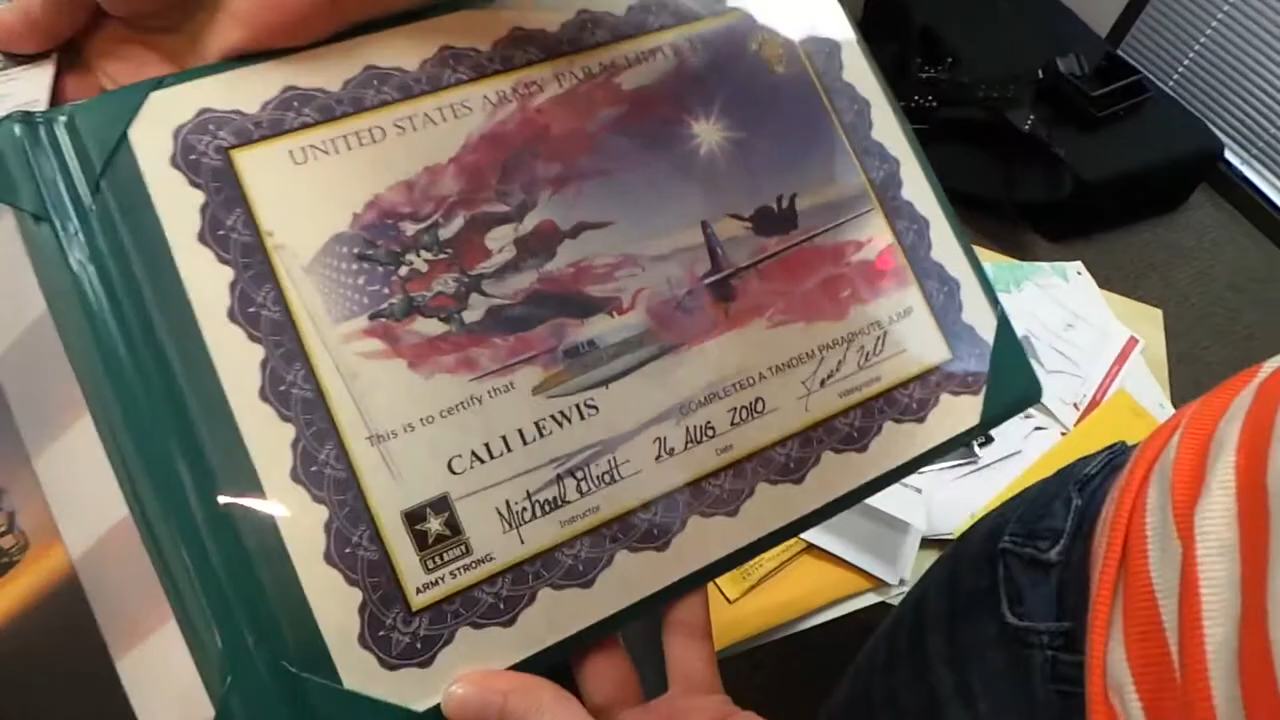 UNITED STATES ARMY PARACHUTE
This is to certify that
CALI LEWIS
COMPLETED A TANDEM PARACHUTE JUMP
Michael Elliott
Instructor
26 AUG 2010
Date
Videographer
U.S. ARMY
ARMY STRONG.